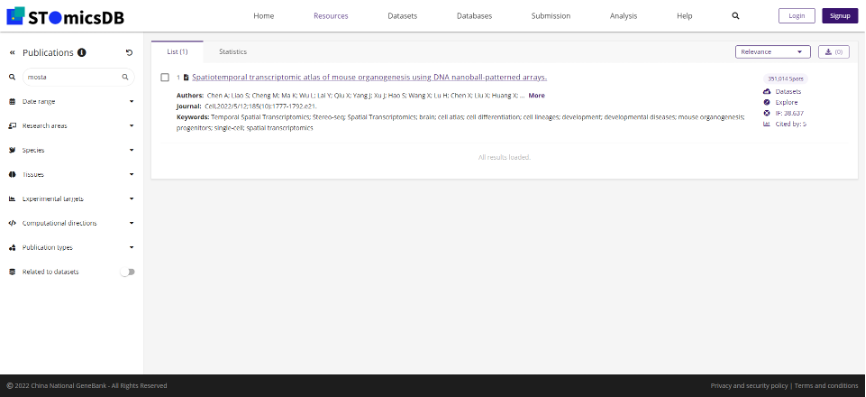 STOmicsDB
Home Resources Datasets Databases Submission Analysis Help Login Signup
« Publications
mosta
Date range
Research areas
Species
Tissues
Experimental targets
Computational directions
Publication types
Related to datasets
List (1) Statistics
Relevance (0)
1 Spatiotemporal transcriptomic atlas of mouse organogenesis using DNA nanoball-patterned arrays.
Authors: Chen A; Liao S; Cheng M; Ma K; Wu L; Lai Y; Qiu X; Yang J; Xu J; Hao S; Wang X; Lu H; Chen X; Liu X; Huang X; ... More
Journal: Cell.2022/5/12;185(10):1777-1792.e21.
Keywords: Temporal Spatial Transcriptomics; Stereo-seq; Spatial Transcriptomics; brain; cell atlas; cell differentiation; cell lineages; development; developmental diseases; mouse organogenesis;
progenitors; single-cell; spatial transcriptomics
Spots
Datasets
Explore
IF: 38.637
Cited by: 5
All results loaded.
© 2022 China National GeneBank - All Rights Reserved
Privacy and security policy | Terms and conditions